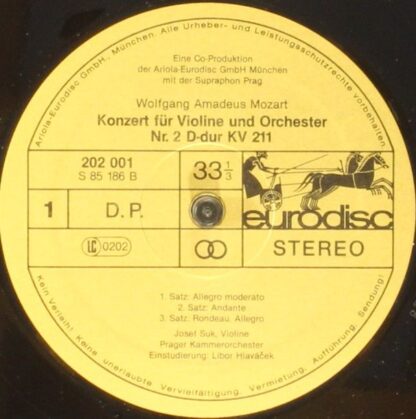 Ariola-Eurodisc GmbH., München. Alle Urheber- und Leistungsschutzrechte vorbehalten.
Eine Co-Produktion
der Ariola-Eurodisc GmbH München
mit der Supraphon Prag
Wolfgang Amadeus Mozart
Konzert für Violine und Orchester
Nr. 2 D-dur KV 211
202 001
S 85 186 B
33 1/3
1
D.P.
eurodisc
LC 0202
STEREO
1. Satz: Allegro moderato
2. Satz: Andante
3. Satz: Rondeau. Allegro
Josef Suk, Violine
Prager Kammerorchester
Einstudierung: Libor Hlaváček
Kein Verleih! Keine unerlaubte Vervielfältigung, Vermietung, Aufführung, Sendung!